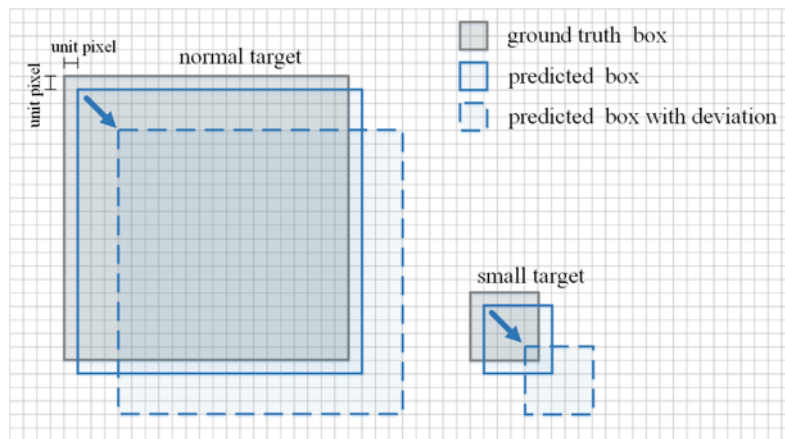 unit pixel
normal target
unit pixel
ground truth box
predicted box
predicted box with deviation
small target